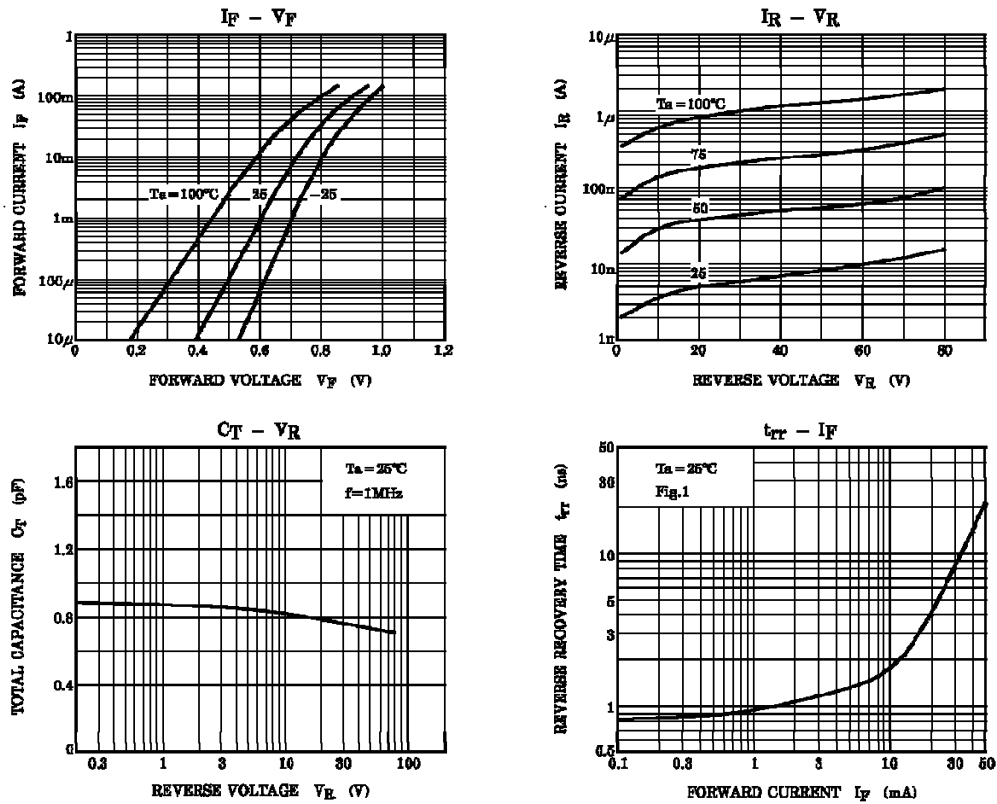 IF – VF
1
100m
10m
1m
100μ
10μ
0
0.2
0.4
0.6
0.8
1.0
1.2
Ta=100°C
25
–25
FORWARD CURRENT IF (A)
FORWARD VOLTAGE VF (V)
IR – VR
10μ
1μ
100n
10n
1n
0
20
40
60
80
Ta=100°C
75
50
25
REVERSE CURRENT IR (A)
REVERSE VOLTAGE VR (V)
CT – VR
Ta=25°C
f=1MHz
1.6
1.2
0.8
0.4
0
0.3
1
3
10
30
100
TOTAL CAPACITANCE CT (pF)
REVERSE VOLTAGE VR (V)
trr – IF
Ta=25°C
Fig.1
50
30
10
5
3
1
0.5
0.1
0.3
1
3
10
30
50
REVERSE RECOVERY TIME trr (ns)
FORWARD CURRENT IF (mA)